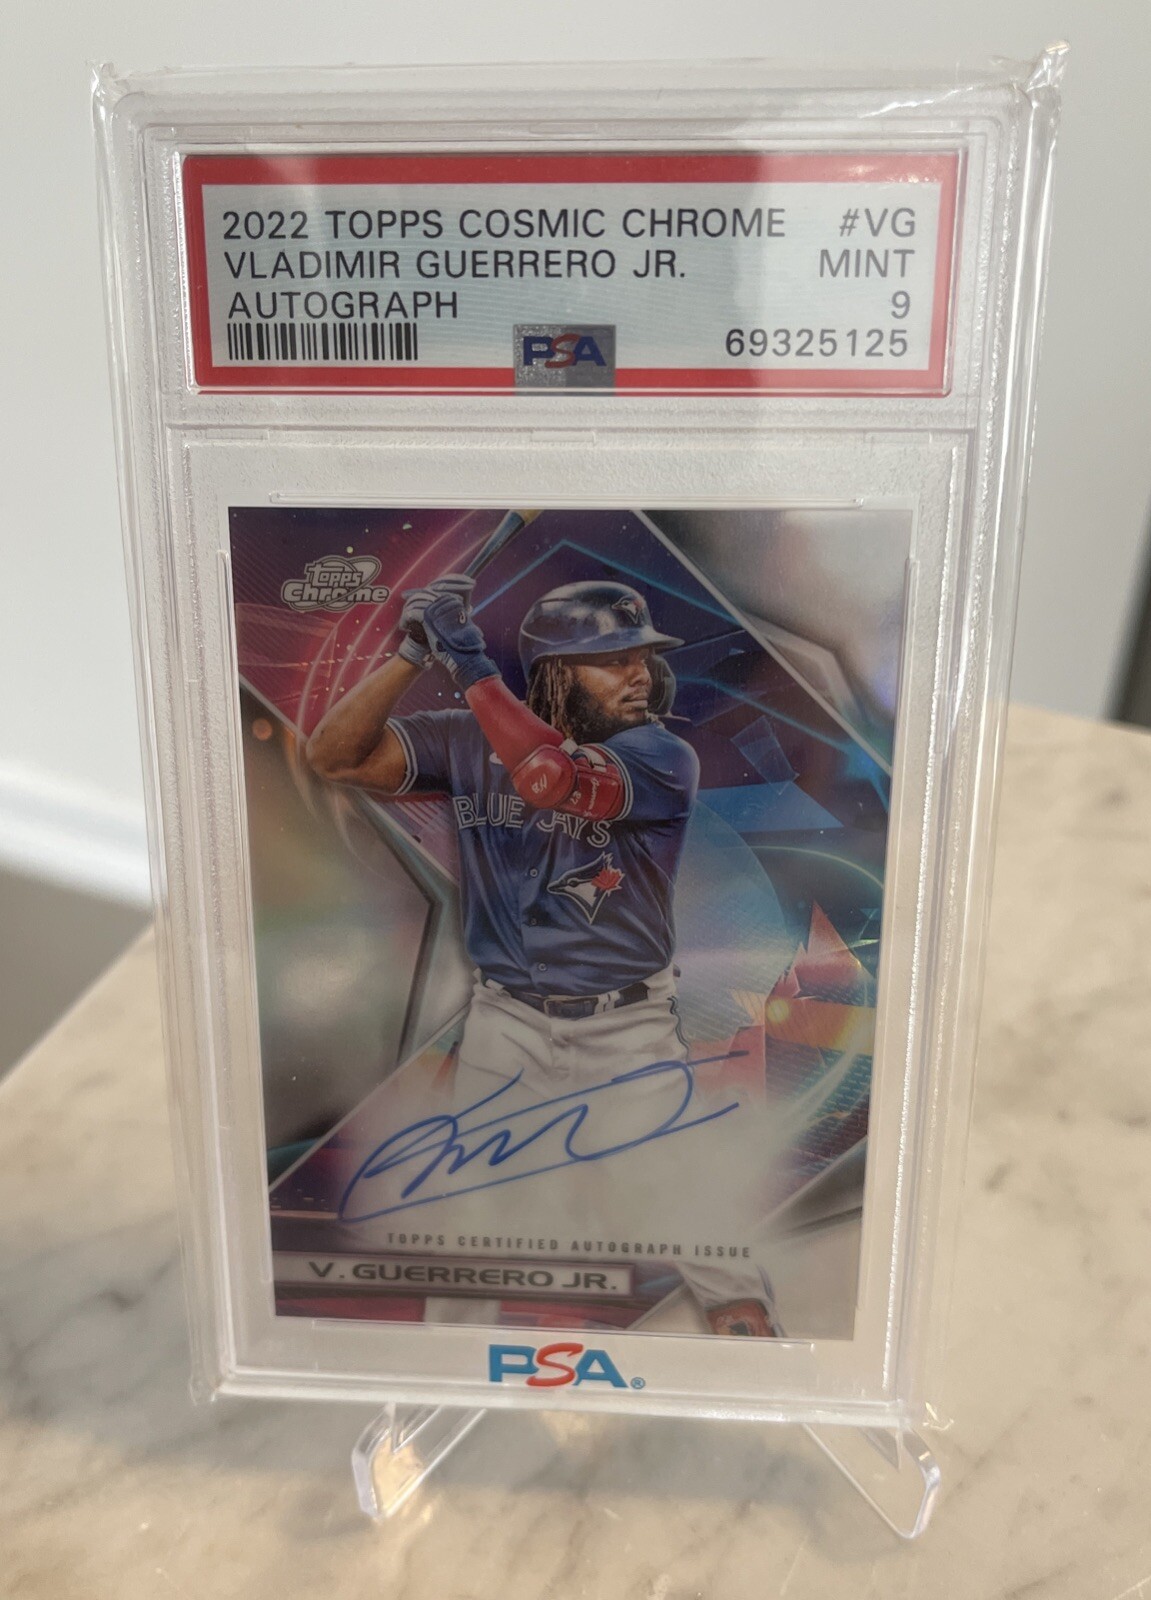 2022 TOPPS COSMIC CHROME #VG
VLADIMIR GUERRERO JR. MINT
AUTOGRAPH 9
69325125
PSA
topps
Chrome
BLUE JAYS
TOPPS CERTIFIED AUTOGRAPH ISSUE
V. GUERRERO JR.
PSA®